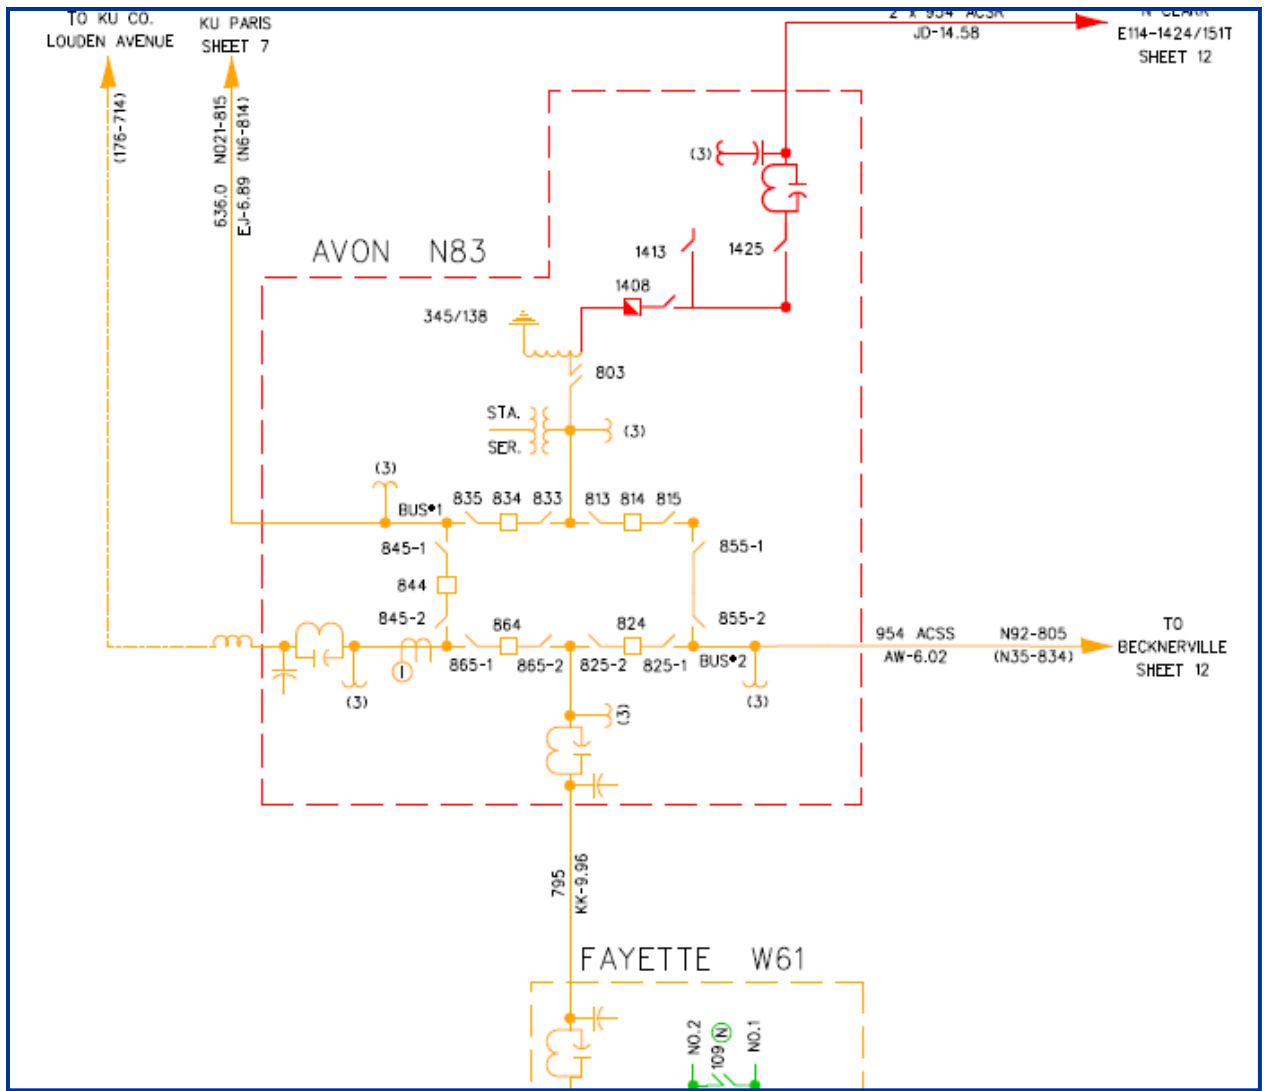 TO KU CO.
LOUDEN AVENUE
KU PARIS
SHEET 7
2 x 954 ACSR
JD-14.58
N CLARK
E114-1424/151T
SHEET 12
(176-714)
636.0 N021-815
EJ-6.89 (N6-814)
(3)
AVON N83
1413
1425
1408
345/138
803
STA.
SER.
(3)
(3)
BUS•1
835 834 833
813 814 815
845-1
855-1
844
845-2
855-2
864
824
865-1 865-2 825-2 825-1
BUS•2
954 ACSS N92-805
AW-6.02 (N35-834)
TO
BECKNERVILLE
SHEET 12
I
(3)
(3)
(3)
795
KK-9.96
FAYETTE W61
NO.2
109 N
NO.1